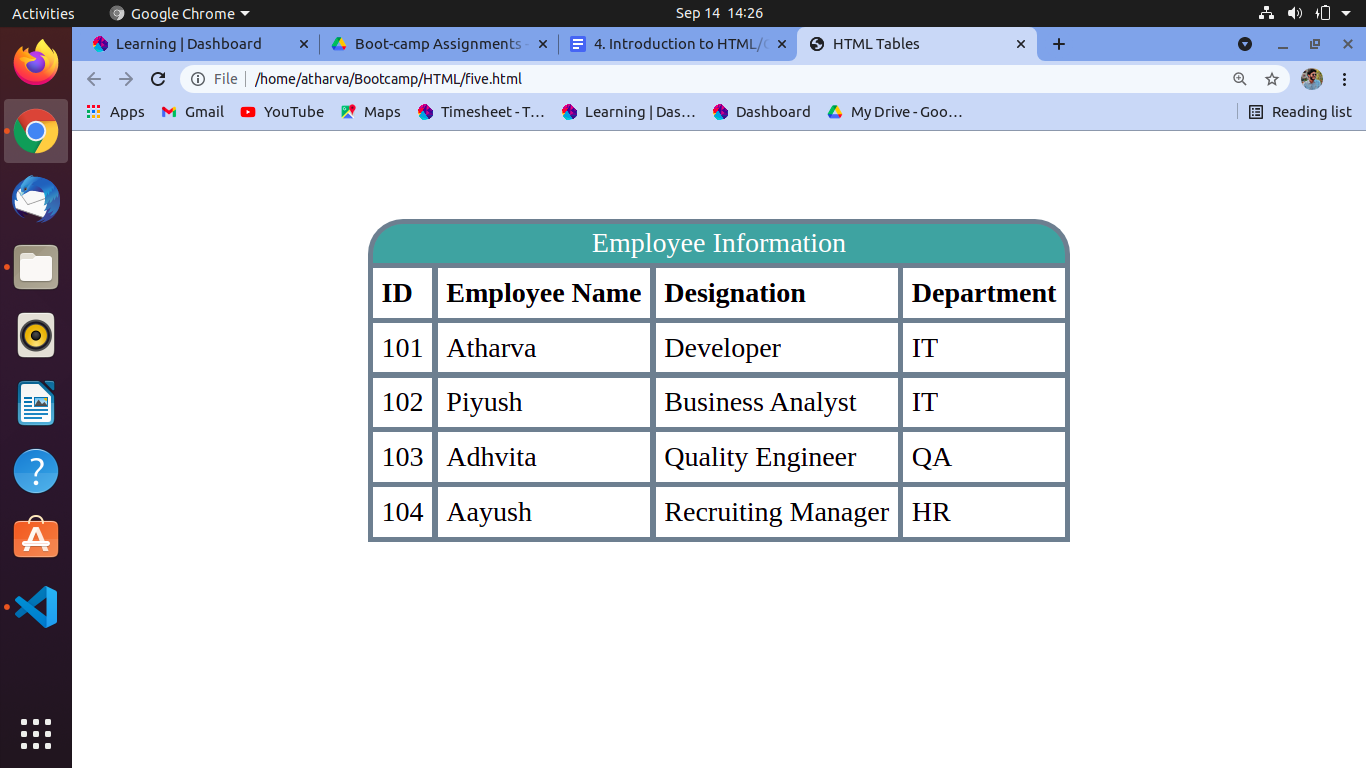 Activities Google Chrome Sep 14 14:26
Learning | Dashboard Boot-camp Assignments 4. Introduction to HTML/ HTML Tables
File /home/atharva/Bootcamp/HTML/five.html
Apps Gmail YouTube Maps Timesheet - T… Learning | Das… Dashboard My Drive - Goo… Reading list
Employee Information
ID Employee Name Designation Department
101 Atharva Developer IT
102 Piyush Business Analyst IT
103 Adhvita Quality Engineer QA
104 Aayush Recruiting Manager HR